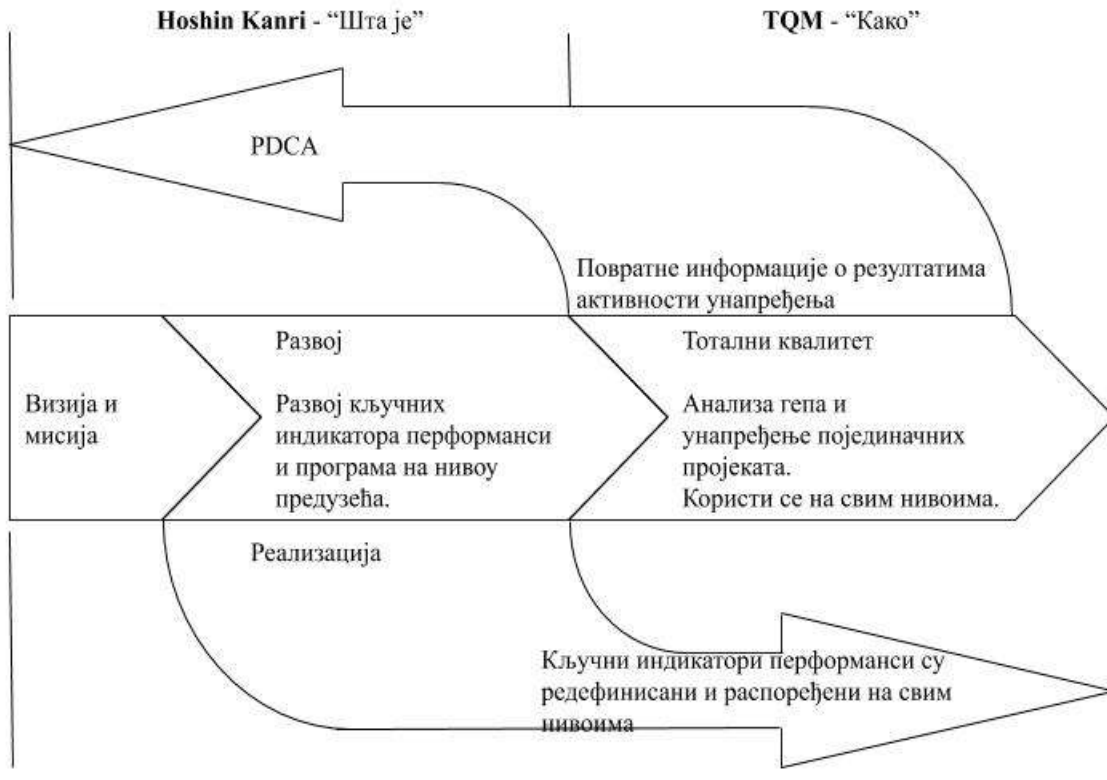 Hoshin Kanri - “Шта је”
TQM - “Како”
PDCA
Повратне информације о резултатима
активности унапређења
Визија и
мисија
Развој
Развој кључних
индикатора перформанси
и програма на нивоу
предузећа.
Тотални квалитет
Анализа гепа и
унапређење појединачних
пројеката.
Користи се на свим нивоима.
Реализација
Кључни индикатори перформанси су
редефинисани и распоређени на свим
нивоима